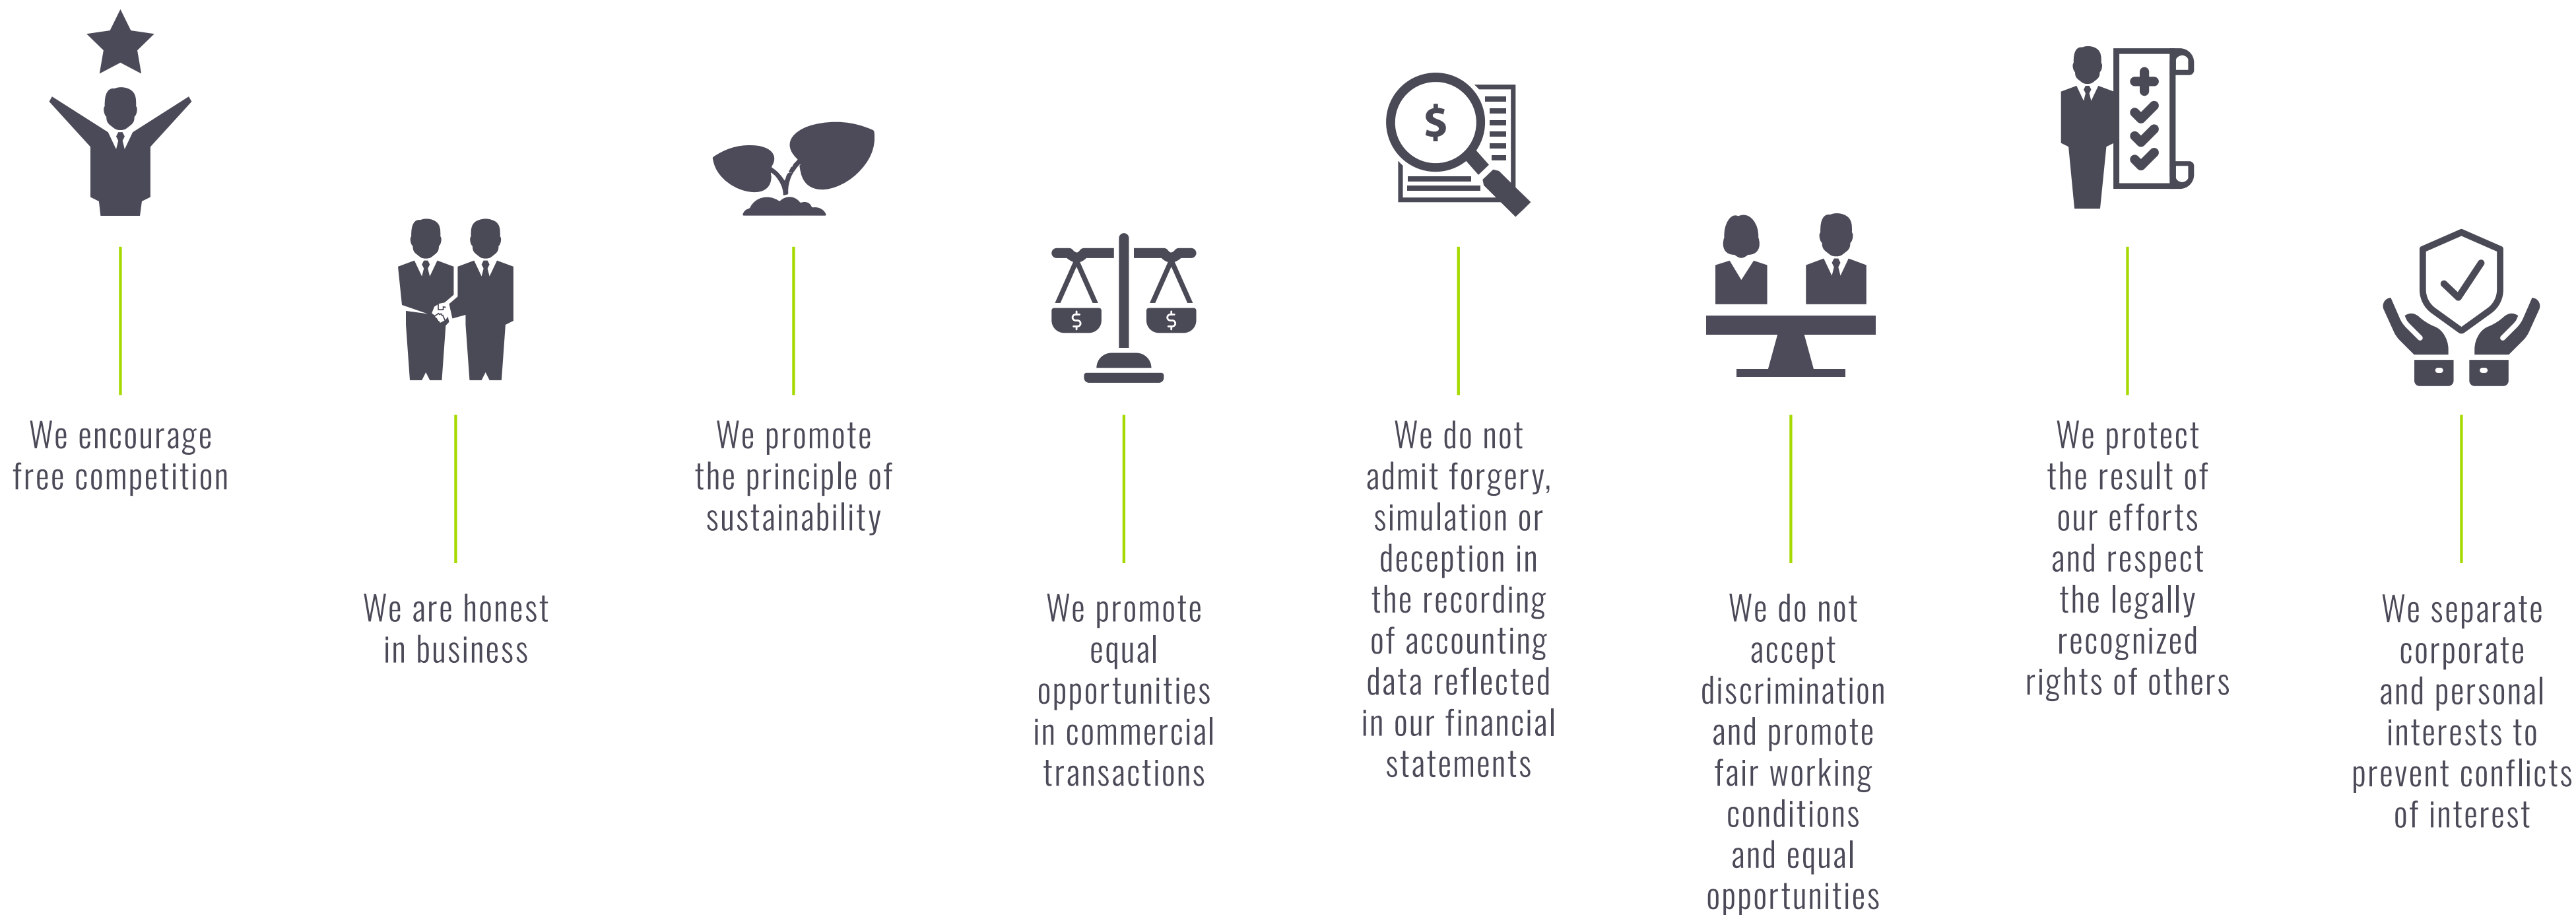 We encourage
free competition
We are honest
in business
We promote
the principle of
sustainability
$
$
We promote
equal
opportunities
in commercial
transactions
$
We do not
admit forgery,
simulation or
deception in
the recording
of accounting
data reflected
in our financial
statements
We do not
accept
discrimination
and promote
fair working
conditions
and equal
opportunities
We protect
the result of
our efforts
and respect
the legally
recognized
rights of others
We separate
corporate
and personal
interests to
prevent conflicts
of interest